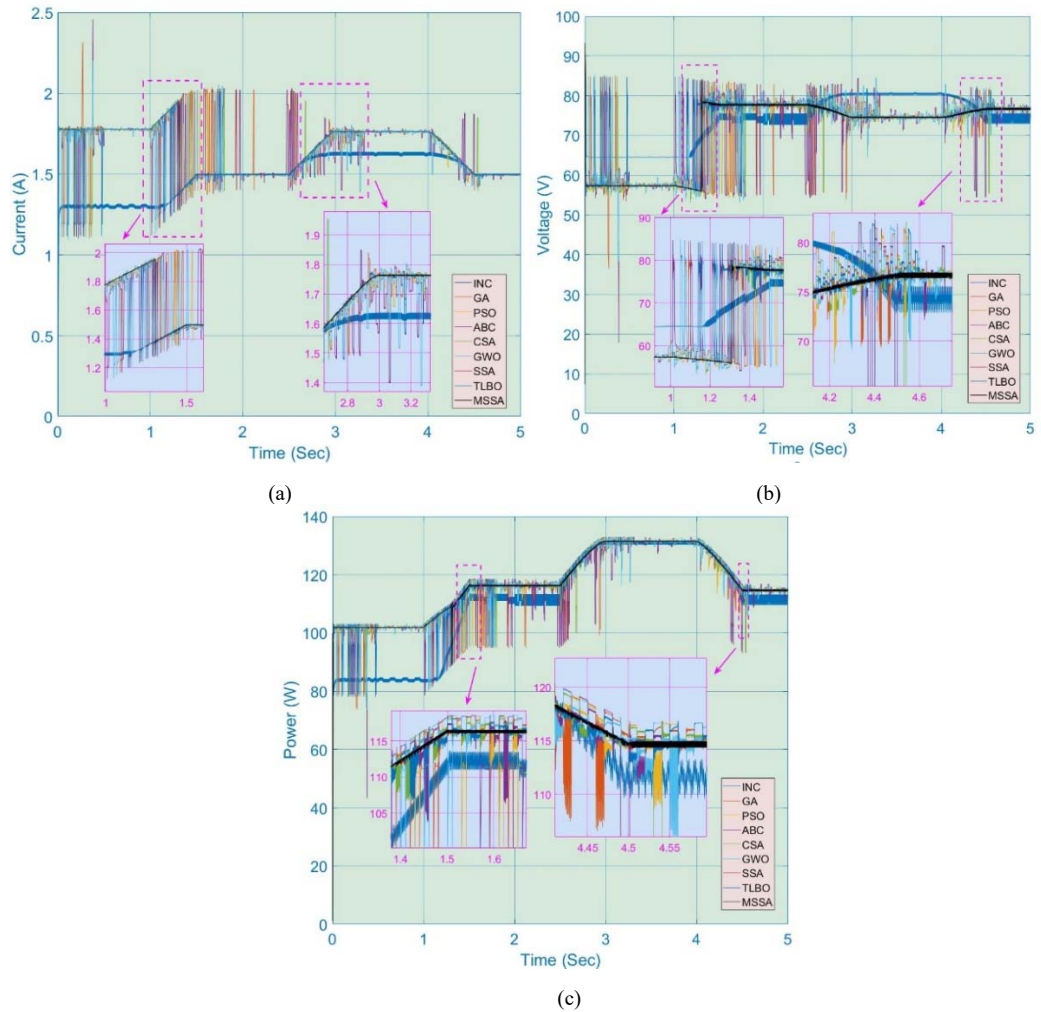 2.5
2
1.5
1
0.5
0
Current (A)
0 1 2 3 4 5
Time (Sec)
2
1.8
1.6
1.4
1.2
1 1.5
1.9
1.8
1.7
1.6
1.5
1.4
2.8 3 3.2
INC
GA
PSO
ABC
CSA
GWO
SSA
TLBO
MSSA
(a)
100
90
80
70
60
50
40
30
20
10
0
Voltage (V)
0 1 2 3 4 5
Time (Sec)
90
80
70
60
1 1.2 1.4
80
75
70
4.2 4.4 4.6
INC
GA
PSO
ABC
CSA
GWO
SSA
TLBO
MSSA
(b)
140
120
100
80
60
40
20
0
Power (W)
0 1 2 3 4 5
Time (Sec)
115
110
105
1.4 1.5 1.6
120
115
110
4.45 4.5 4.55
INC
GA
PSO
ABC
CSA
GWO
SSA
TLBO
MSSA
(c)